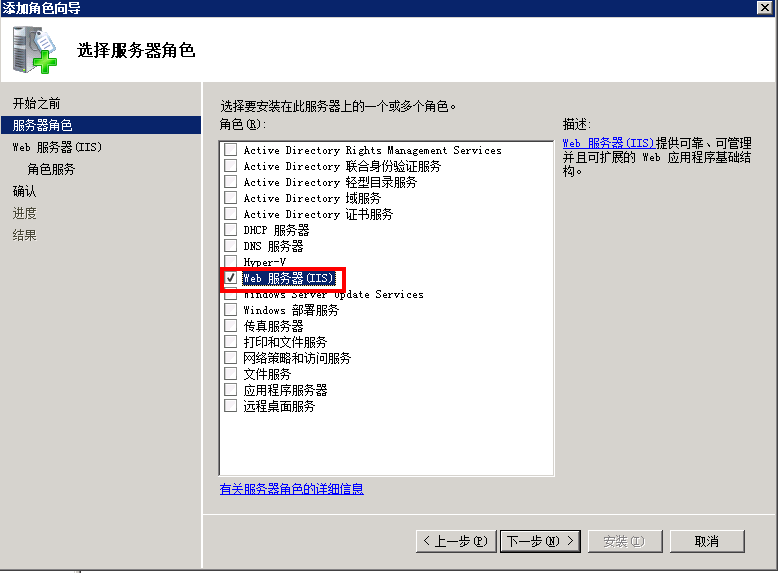 添加角色向导
选择服务器角色
开始之前
服务器角色
Web 服务器(IIS)
角色服务
确认
进度
结果
选择要安装在此服务器上的一个或多个角色。
角色(R):
Active Directory Rights Management Services
Active Directory 联合身份验证服务
Active Directory 轻型目录服务
Active Directory 域服务
Active Directory 证书服务
DHCP 服务器
DNS 服务器
Hyper-V
Web 服务器(IIS)
Windows Server Update Services
Windows 部署服务
传真服务器
打印和文件服务
网络策略和访问服务
文件服务
应用程序服务器
远程桌面服务
有关服务器角色的详细信息
描述:
Web 服务器(IIS)提供可靠、可管理
并且可扩展的 Web 应用程序基础结
构。
< 上一步(P)
下一步(N) >
安装(I)
取消